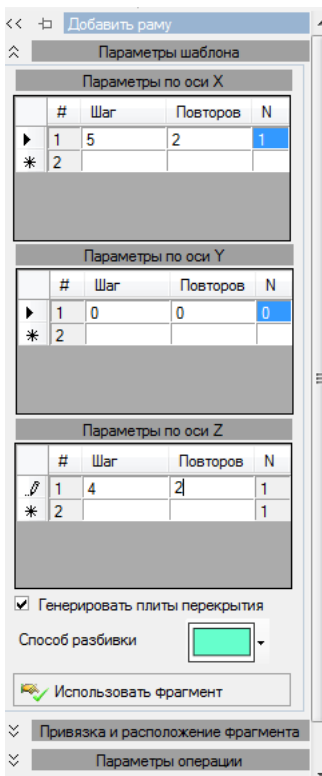 << Добавить раму
Параметры шаблона
Параметры по оси X
# Шаг Повторов N
1 5 2 1
* 2
Параметры по оси Y
# Шаг Повторов N
1 0 0 0
* 2
Параметры по оси Z
# Шаг Повторов N
1 4 2 1
* 2 1
Генерировать плиты перекрытия
Способ разбивки
Использовать фрагмент
Привязка и расположение фрагмента
Параметры операции